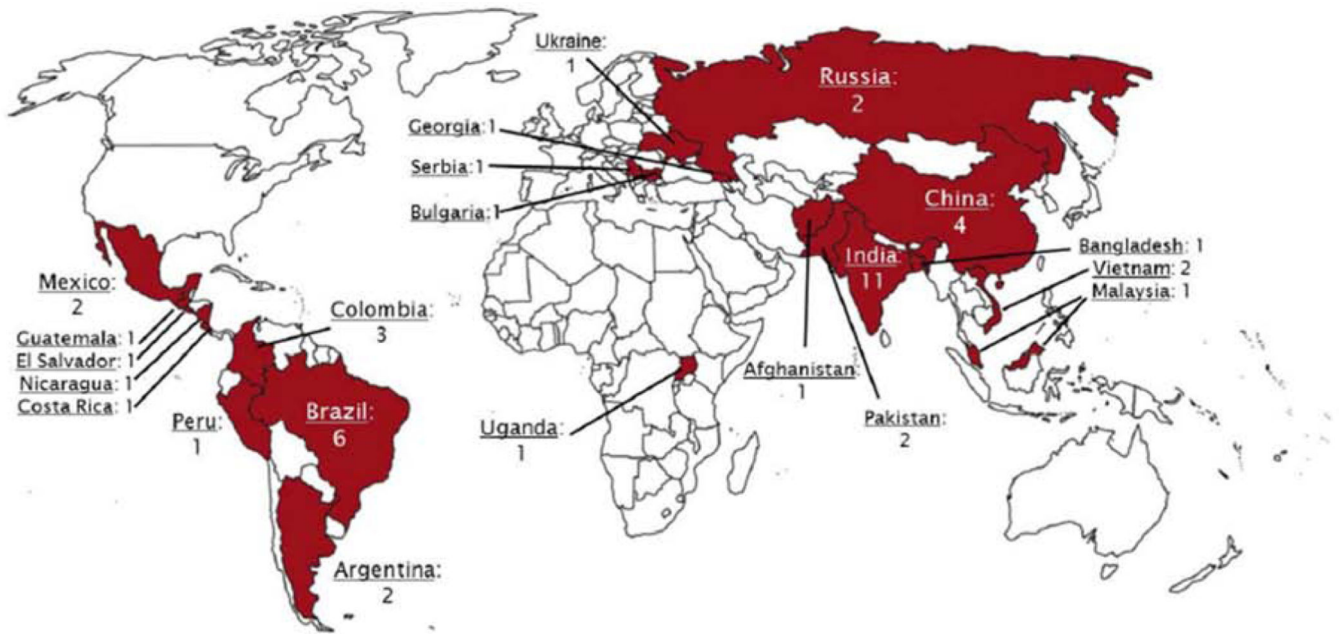 Ukraine:
1
Russia:
2
Georgia:1
Serbia:1
Bulgaria:1
China:
4
Bangladesh: 1
India:
11
Vietnam: 2
Malaysia: 1
Mexico:
2
Colombia:
3
Guatemala: 1
El Salvador: 1
Nicaragua:1
Costa Rica: 1
Afghanistan:
1
Peru:
1
Brazil:
6
Uganda:
1
Pakistan:
2
Argentina:
2